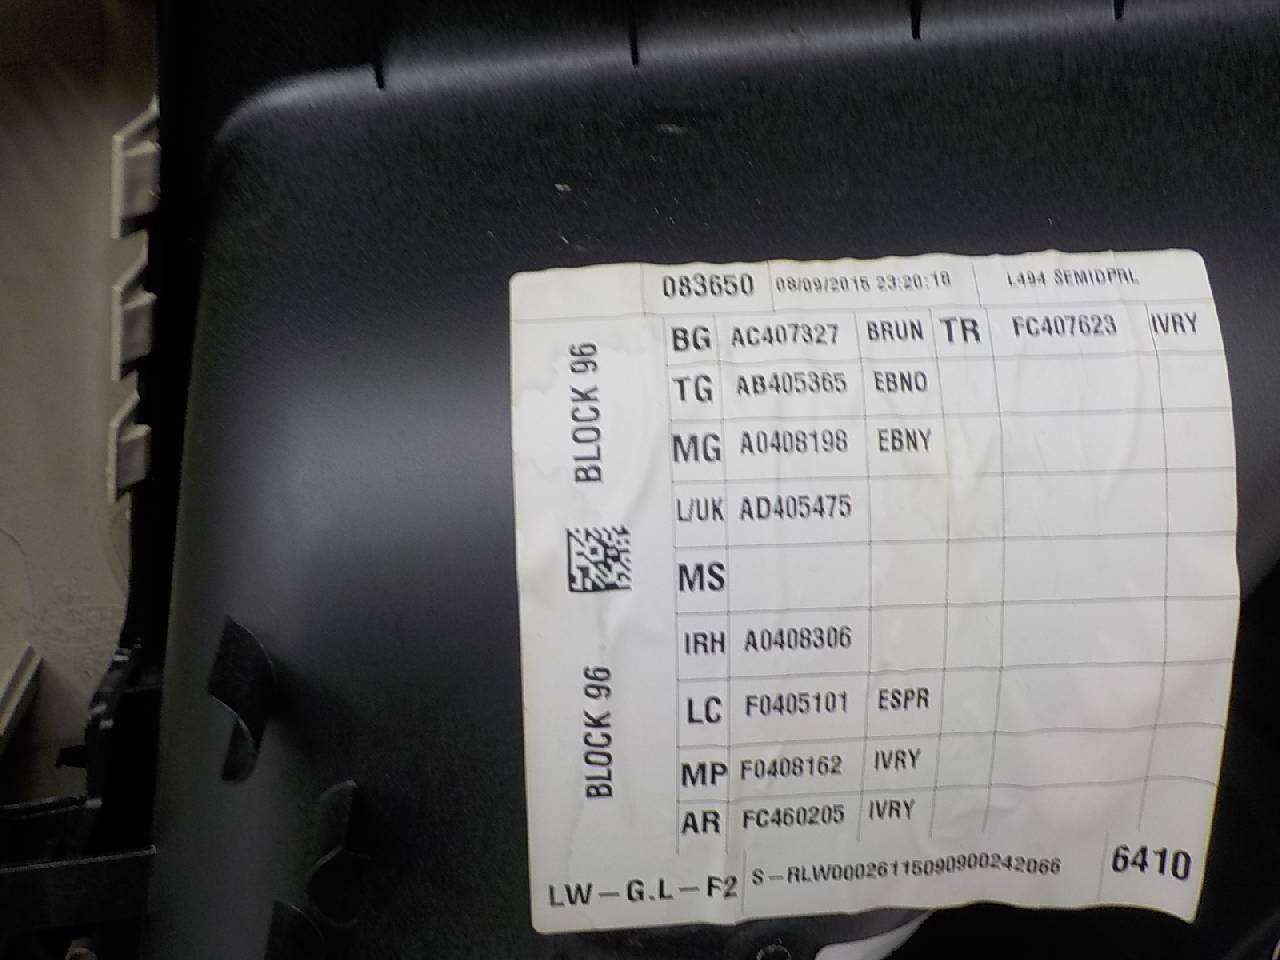 083650 08/09/2015 23:20:18 L494 SEMIDPRL
BLOCK 96
BLOCK 96
BG AC407327 BRUN TR FC407623 IVRY
TG AB405365 EBNO
MG A0408198 EBNY
L/UK AD405475
MS
IRH A0408306
LC F0405101 ESPR
MP F0408162 IVRY
AR FC460205 IVRY
LW-G.L-F2 S-RLW00026115090900242066 6410